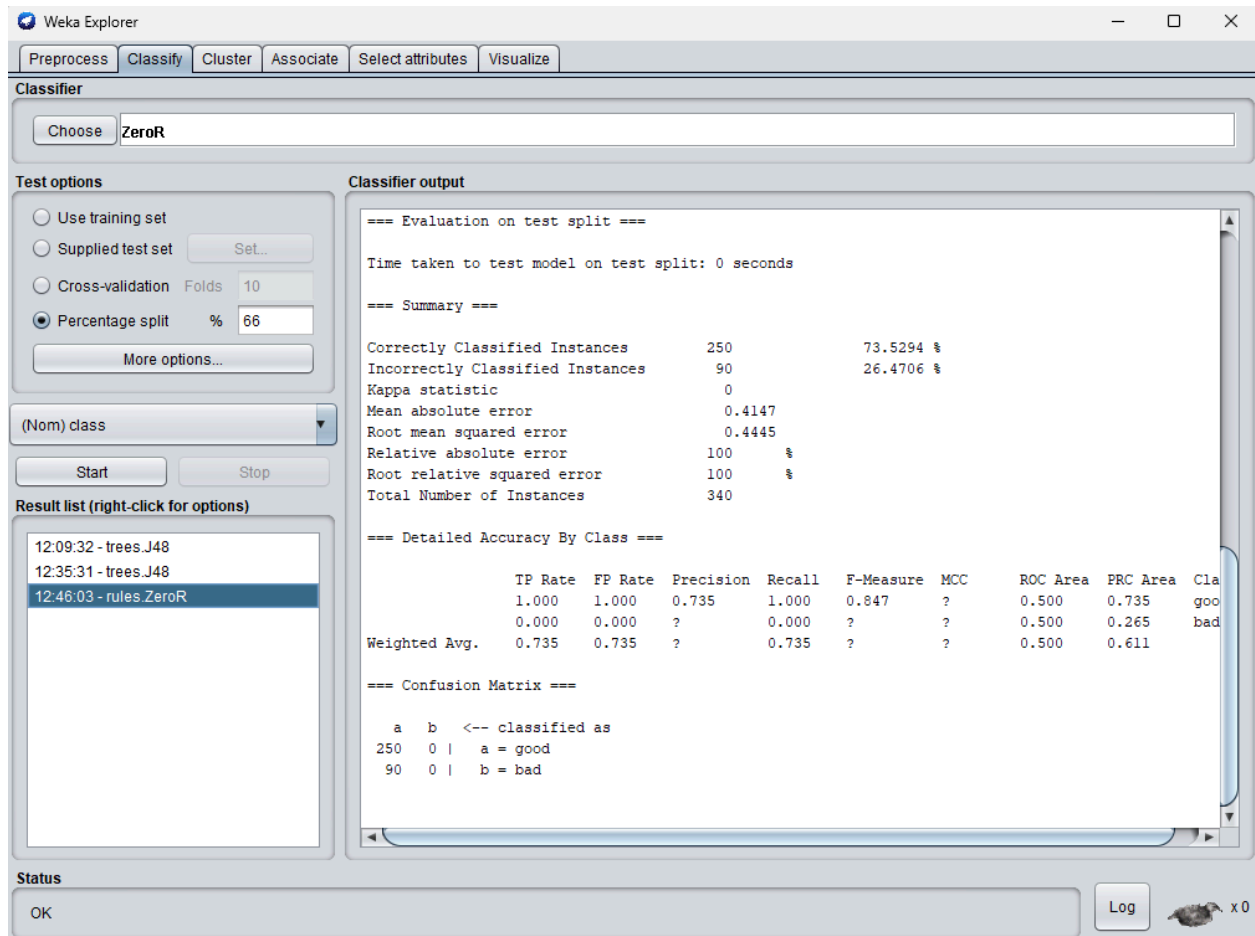 Weka Explorer
Preprocess Classify Cluster Associate Select attributes Visualize
Classifier
Choose ZeroR
Test options
Use training set
Supplied test set Set...
Cross-validation Folds 10
Percentage split % 66
More options...
(Nom) class
Start Stop
Result list (right-click for options)
12:09:32 - trees.J48
12:35:31 - trees.J48
12:46:03 - rules.ZeroR
Classifier output
=== Evaluation on test split ===
Time taken to test model on test split: 0 seconds
=== Summary ===
Correctly Classified Instances 250 73.5294 %
Incorrectly Classified Instances 90 26.4706 %
Kappa statistic 0
Mean absolute error 0.4147
Root mean squared error 0.4445
Relative absolute error 100 %
Root relative squared error 100 %
Total Number of Instances 340
=== Detailed Accuracy By Class ===
TP Rate FP Rate Precision Recall F-Measure MCC ROC Area PRC Area Cla
1.000 1.000 0.735 1.000 0.847 ? 0.500 0.735 goo
0.000 0.000 ? 0.000 ? ? 0.500 0.265 bad
Weighted Avg. 0.735 0.735 ? 0.735 ? ? 0.500 0.611
=== Confusion Matrix ===
a b <-- classified as
250 0 | a = good
90 0 | b = bad
Status
OK
Log x 0